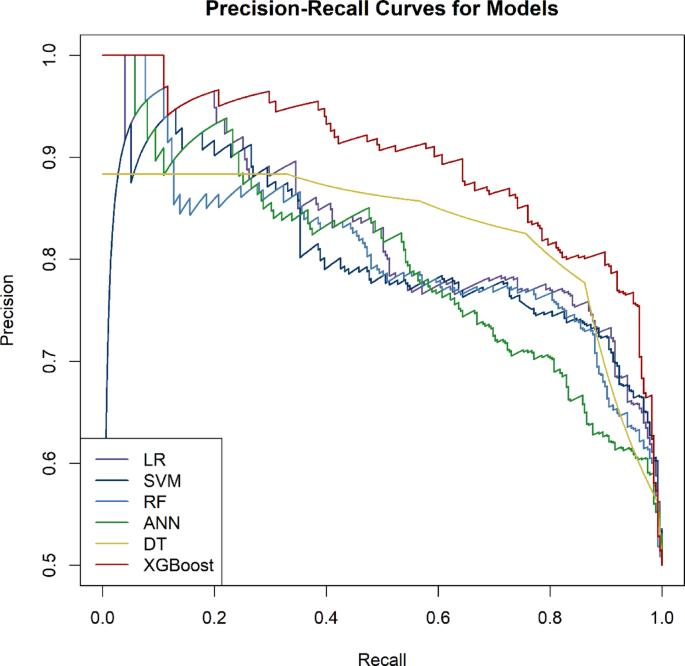 Precision-Recall Curves for Models
Precision
1.0
0.9
0.8
0.7
0.6
0.5
LR
SVM
RF
ANN
DT
XGBoost
0.0 0.2 0.4 0.6 0.8 1.0
Recall